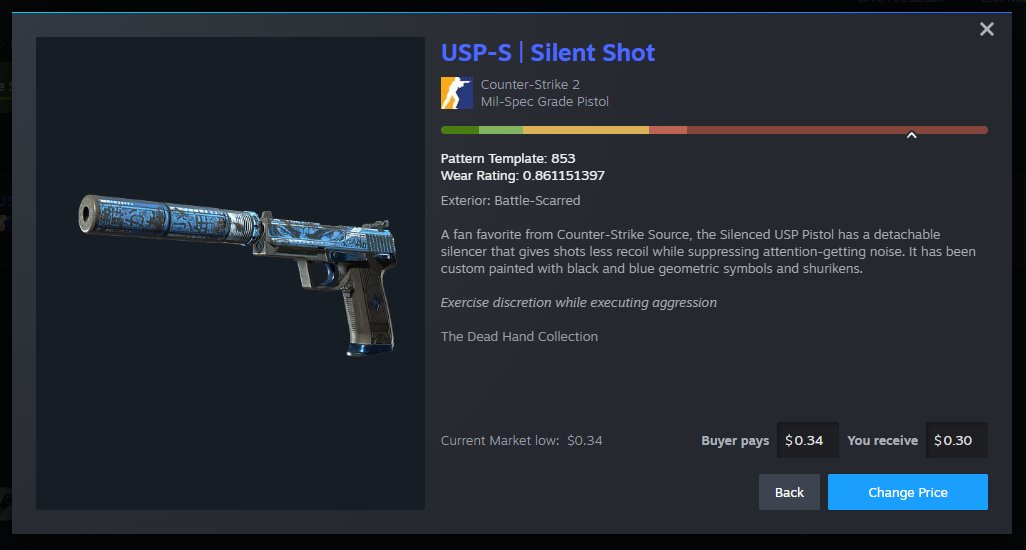 USP-S | Silent Shot
Counter-Strike 2
Mil-Spec Grade Pistol
Pattern Template: 853
Wear Rating: 0.861151397
Exterior: Battle-Scarred
A fan favorite from Counter-Strike Source, the Silenced USP Pistol has a detachable
silencer that gives shots less recoil while suppressing attention-getting noise. It has been
custom painted with black and blue geometric symbols and shurikens.
Exercise discretion while executing aggression
The Dead Hand Collection
Current Market low: $0.34
Buyer pays $0.34 You receive $0.30
Back
Change Price